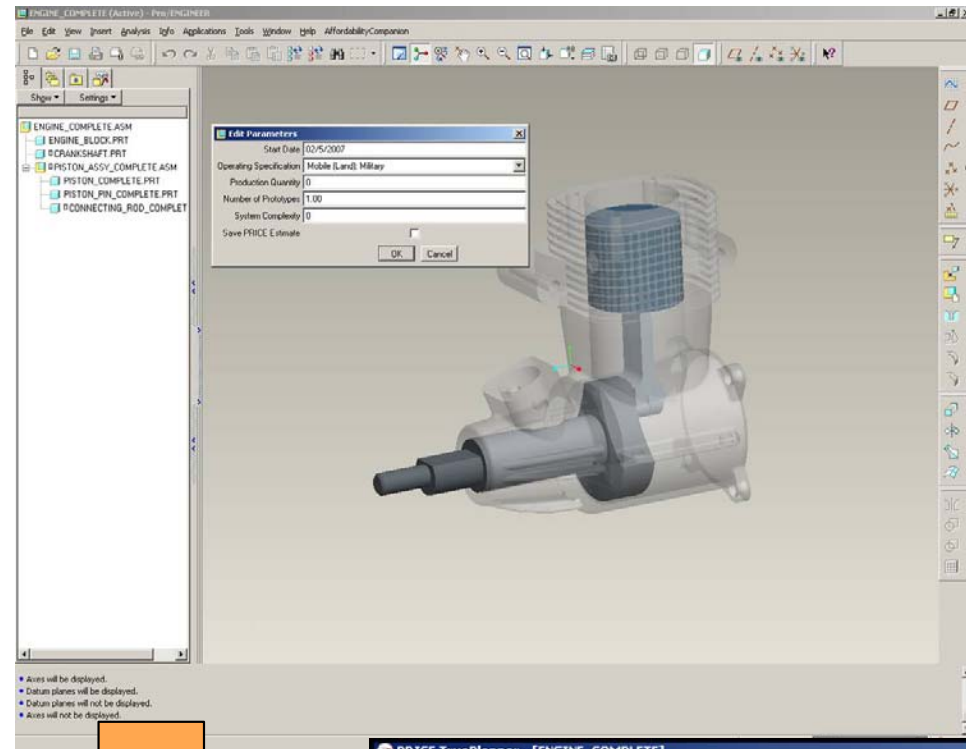 ENGINE_COMPLETE (Active) - Pro/ENGINEER
File Edit View Insert Analysis Info Applications Tools Window Help AffordabilityCompanion
Show Settings
ENGINE_COMPLETE.ASM
ENGINE_BLOCK.PRT
CRANKSHAFT.PRT
PISTON_ASSY_COMPLETE.ASM
PISTON_COMPLETE.PRT
PISTON_PIN_COMPLETE.PRT
CONNECTING_ROD_COMPLET
Edit Parameters
Start Date 02/5/2007
Operating Specification Mobile (Land): Military
Production Quantity 0
Number of Prototypes 1.00
System Complexity 0
Save PRICE Estimate
OK Cancel
• Axes will be displayed.
• Datum planes will be displayed.
• Datum planes will not be displayed.
• Axes will not be displayed.
PRICE TruePlanner - [ENGINE_COMPLETE]